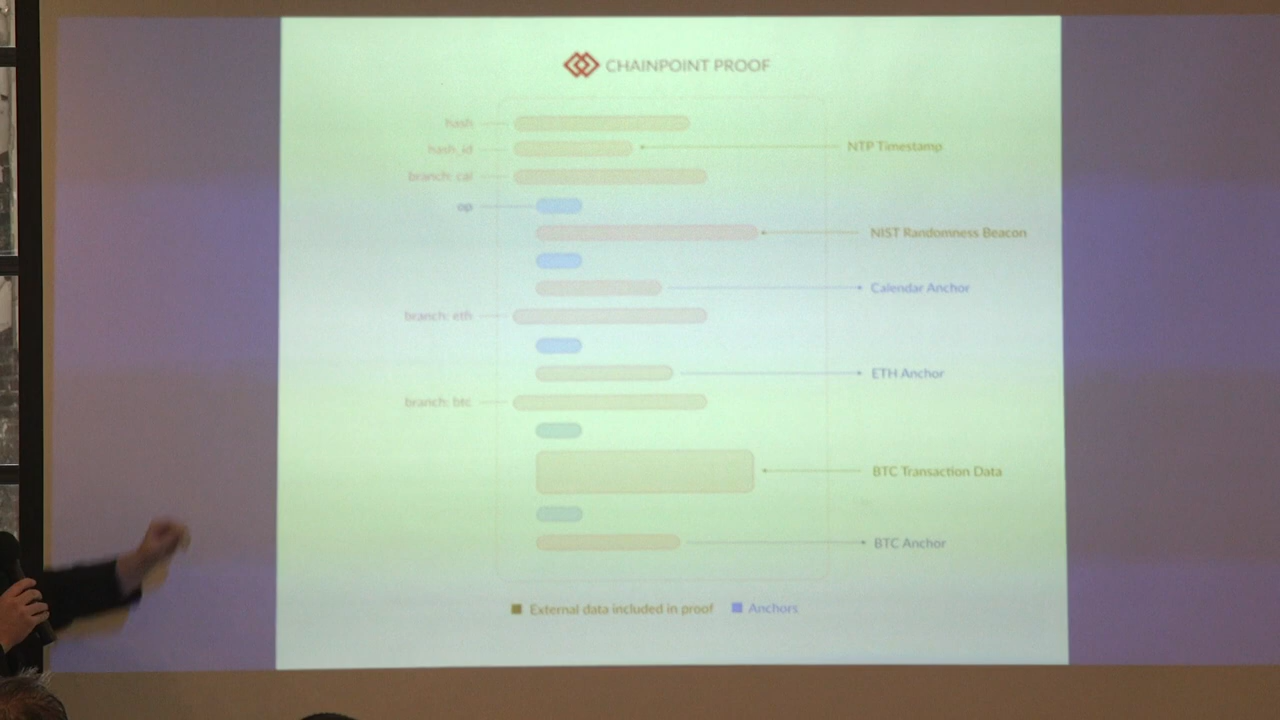 CHAINPOINT PROOF
hash
hash_id
NTP Timestamp
branch: cal
op
NIST Randomness Beacon
Calendar Anchor
branch: eth
ETH Anchor
branch: btc
BTC Transaction Data
BTC Anchor
External data included in proof
Anchors